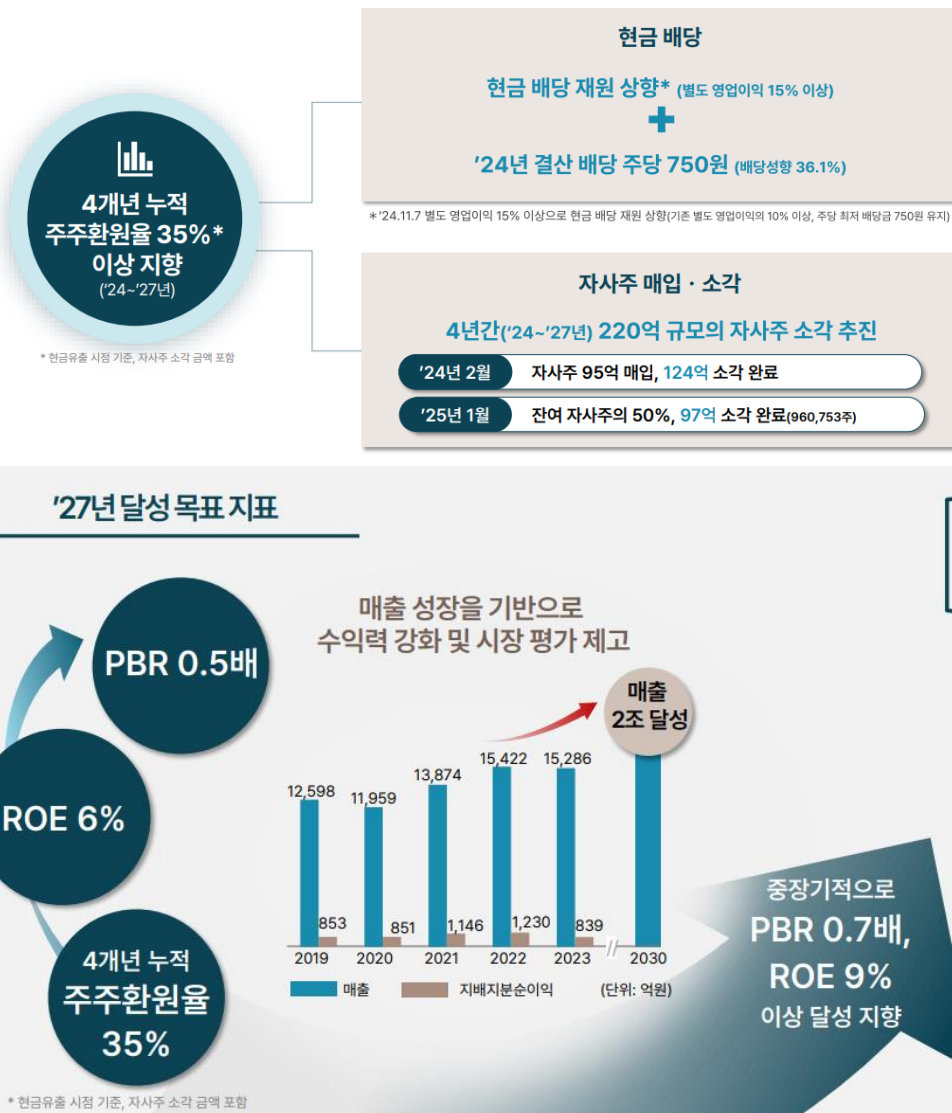 4개년 누적
주주환원율 35%*
이상 지향
('24~'27년)
* 현금유출 시점 기준, 자사주 소각 금액 포함
현금 배당
현금 배당 재원 상향* (별도 영업이익 15% 이상)
+
'24년 결산 배당 주당 750원 (배당성향 36.1%)
*'24.11.7 별도 영업이익 15% 이상으로 현금 배당 재원 상향(기존 별도 영업이익의 10% 이상, 주당 최저 배당금 750원 유지)
자사주 매입 · 소각
4년간('24~'27년) 220억 규모의 자사주 소각 추진
'24년 2월 자사주 95억 매입, 124억 소각 완료
'25년 1월 잔여 자사주의 50%, 97억 소각 완료(960,753주)
'27년 달성 목표 지표
PBR 0.5배
ROE 6%
4개년 누적
주주환원율
35%
* 현금유출 시점 기준, 자사주 소각 금액 포함
매출 성장을 기반으로
수익력 강화 및 시장 평가 제고
매출
2조 달성
12,598 11,959 13,874 15,422 15,286
853 851 1,146 1,230 839
2019 2020 2021 2022 2023 // 2030
매출 지배지분순이익 (단위: 억원)
중장기적으로
PBR 0.7배,
ROE 9%
이상 달성 지향